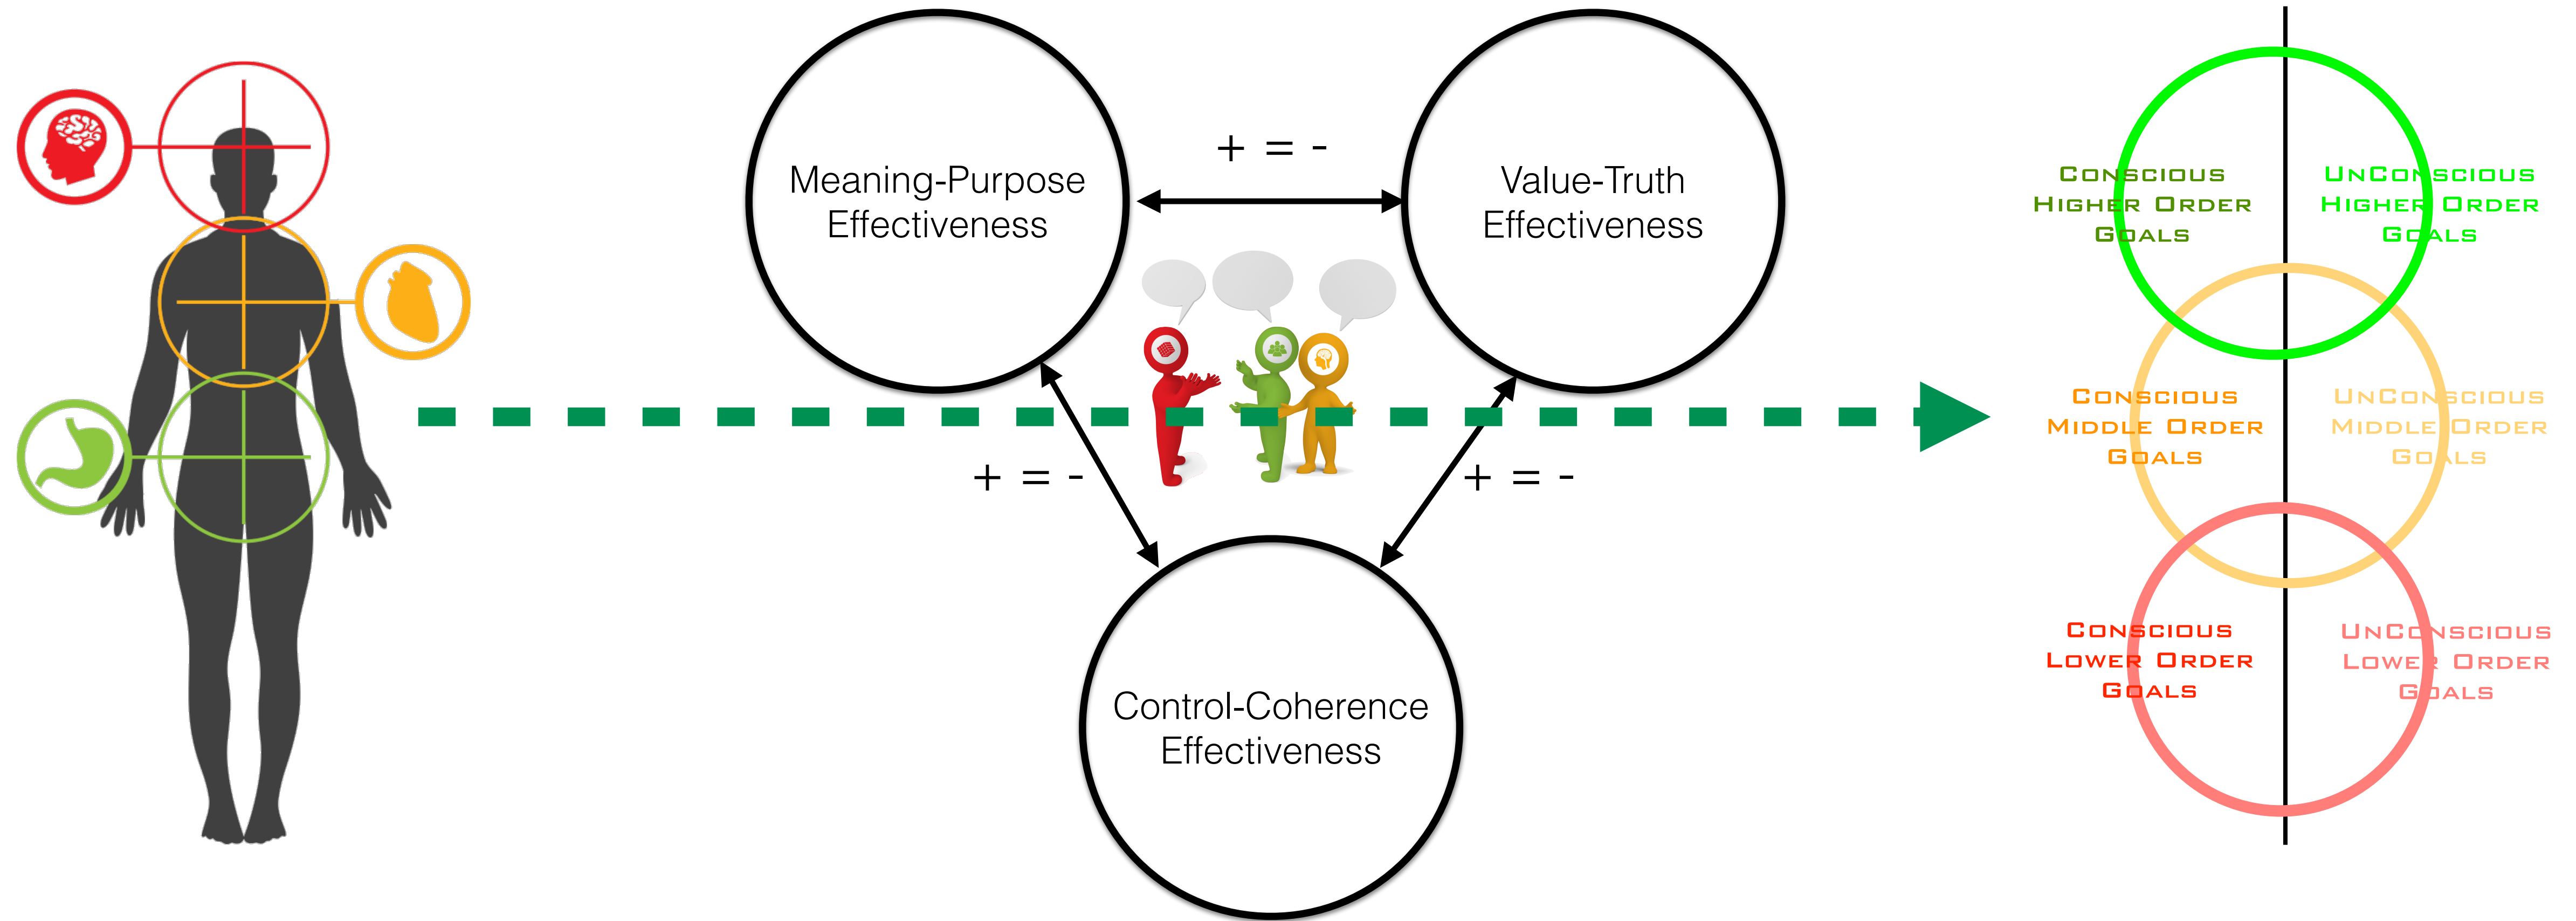 Meaning-Purpose
Effectiveness
+ = -
Value-Truth
Effectiveness
+ = -
+ = -
Control-Coherence
Effectiveness
Conscious
Higher Order
Goals
UnConscious
Higher Order
Goals
Conscious
Middle Order
Goals
UnConscious
Middle Order
Goals
Conscious
Lower Order
Goals
UnConscious
Lower Order
Goals